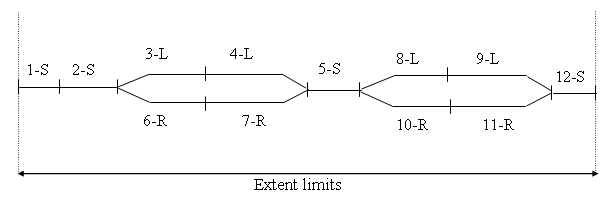 3-L 4-L 8-L 9-L
1-S 2-S 5-S 12-S
6-R 7-R 10-R 11-R
Extent limits